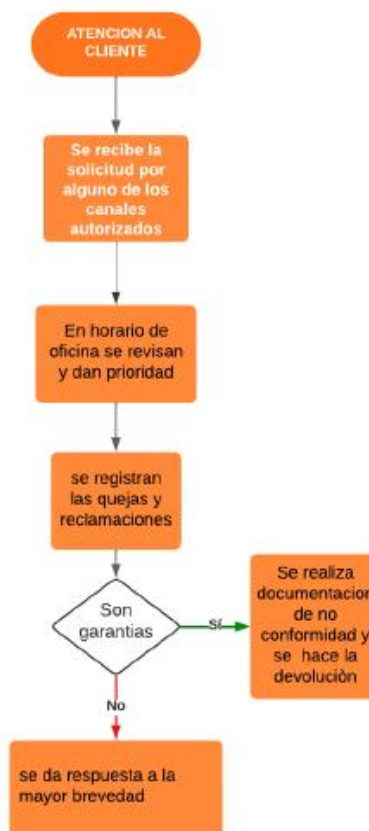 ATENCION AL
CLIENTE
Se recibe la
solicitud por
alguno de los
canales
autorizados
En horario de
oficina se revisan
y dan prioridad
se registran
las quejas y
reclamaciones
Son
garantias
Sí
Se realiza
documentacion
de no
conformidad y
se hace la
devoluciòn
No
se da respuesta a la
mayor brevedad